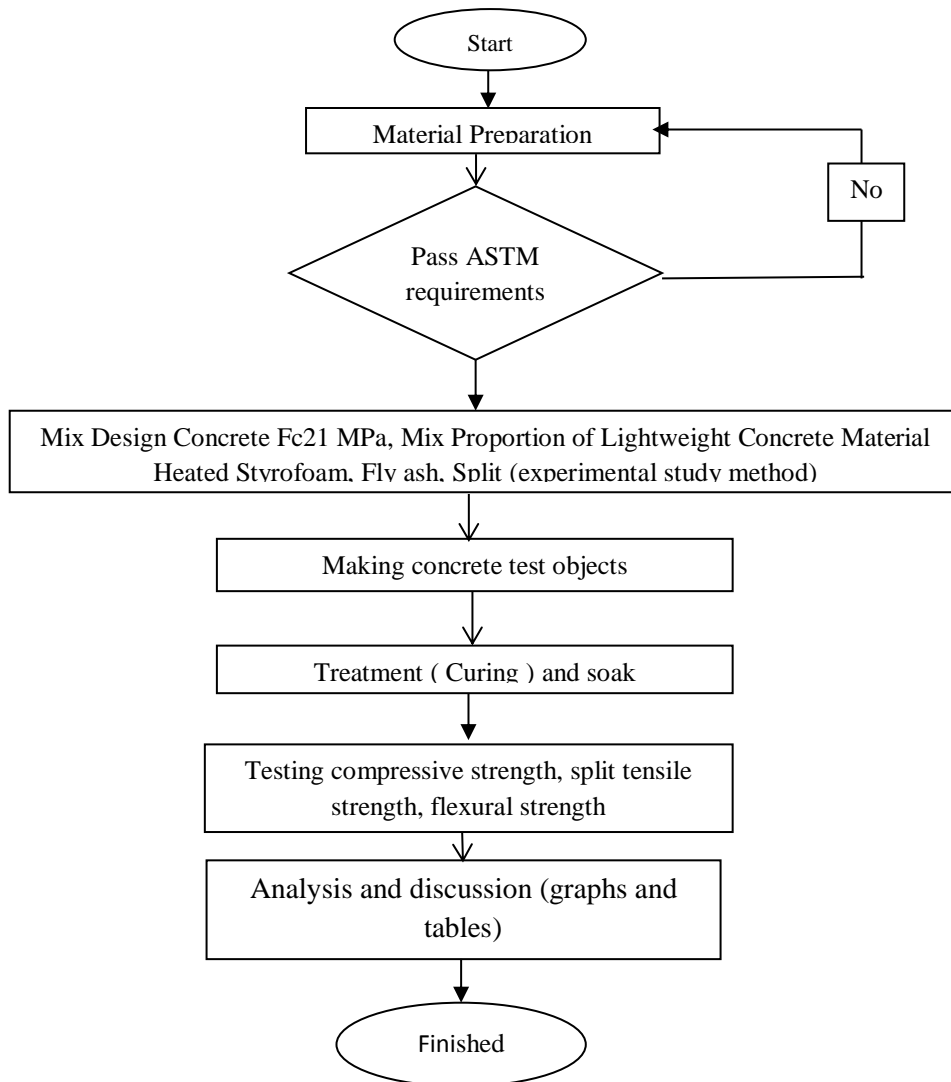 Start
Material Preparation
No
Pass ASTM
requirements
Mix Design Concrete Fc21 MPa, Mix Proportion of Lightweight Concrete Material
Heated Styrofoam, Fly ash, Split (experimental study method)
Making concrete test objects
Treatment ( Curing ) and soak
Testing compressive strength, split tensile
strength, flexural strength
Analysis and discussion (graphs and
tables)
Finished